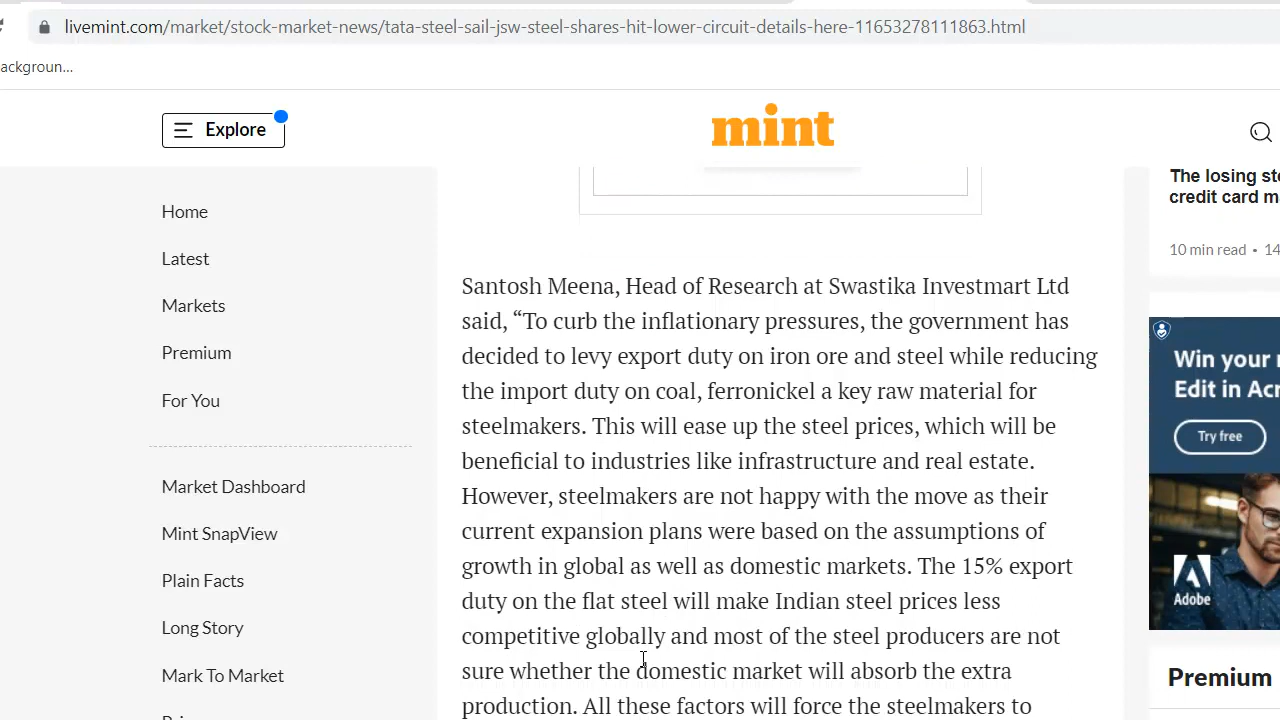 livemint.com/market/stock-market-news/tata-steel-sail-jsw-steel-shares-hit-lower-circuit-details-here-11653278111863.html
ackgroun...
Explore
mint
Home
Latest
Markets
Premium
For You
Market Dashboard
Mint SnapView
Plain Facts
Long Story
Mark To Market
Santosh Meena, Head of Research at Swastika Investmart Ltd
said, “To curb the inflationary pressures, the government has
decided to levy export duty on iron ore and steel while reducing
the import duty on coal, ferronickel a key raw material for
steelmakers. This will ease up the steel prices, which will be
beneficial to industries like infrastructure and real estate.
However, steelmakers are not happy with the move as their
current expansion plans were based on the assumptions of
growth in global as well as domestic markets. The 15% export
duty on the flat steel will make Indian steel prices less
competitive globally and most of the steel producers are not
sure whether the domestic market will absorb the extra
production. All these factors will force the steelmakers to
The losing st
credit card m
10 min read • 14
Win your
Edit in Acr
Try free
Adobe
Premium